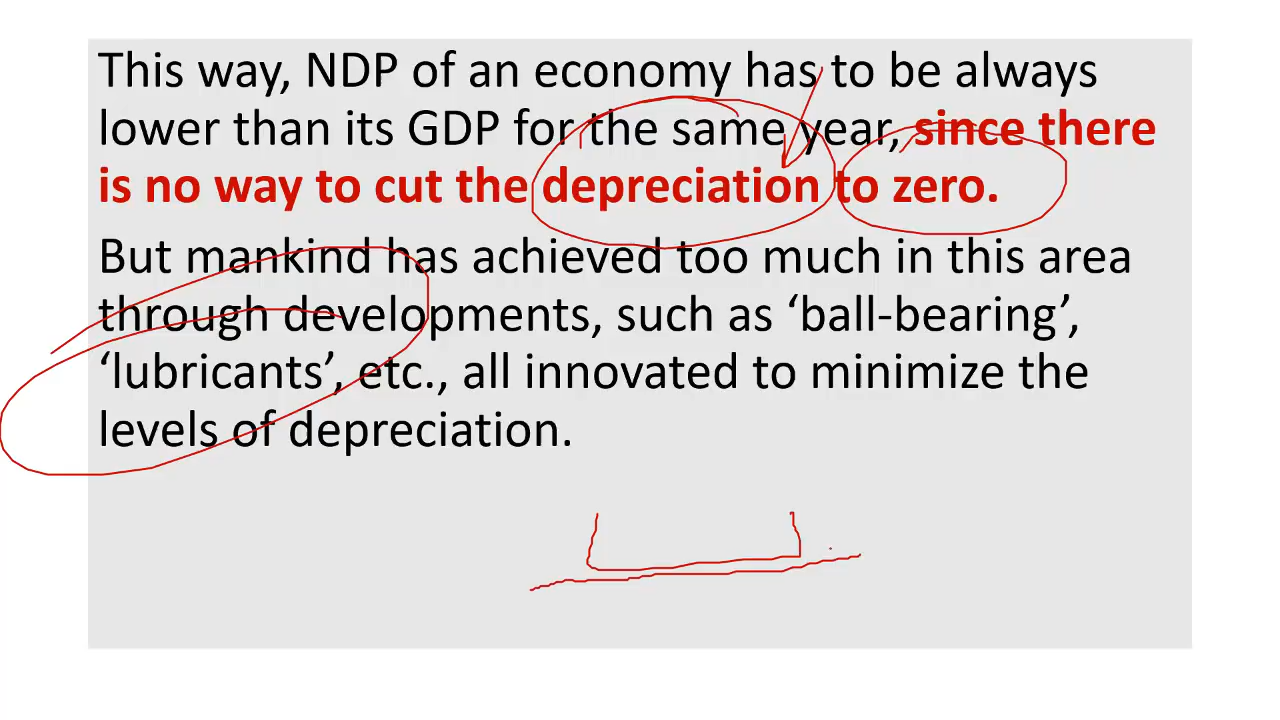 This way, NDP of an economy has to be always
lower than its GDP for the same year, since there
is no way to cut the depreciation to zero.
But mankind has achieved too much in this area
through developments, such as ‘ball-bearing’,
‘lubricants’, etc., all innovated to minimize the
levels of depreciation.